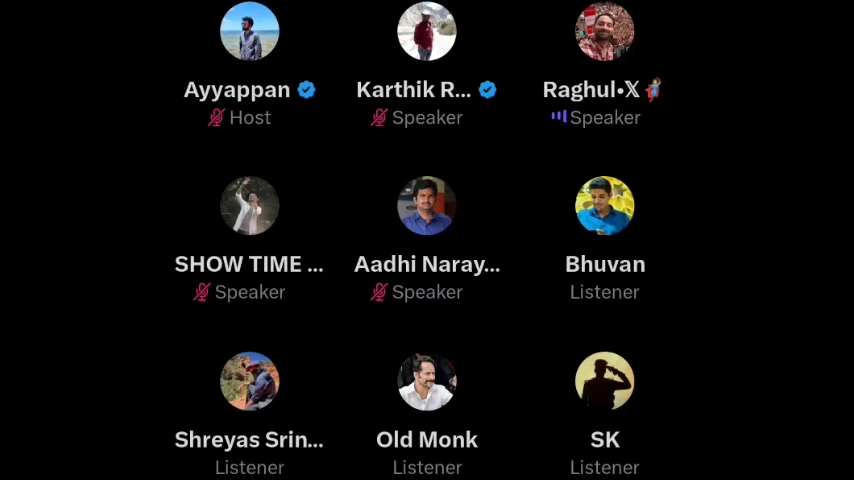 Ayyappan Karthik R... Raghul•𝕏
Host Speaker Speaker
SHOW TIME ... Aadhi Naray... Bhuvan
Speaker Speaker Listener
Shreyas Srin... Old Monk SK
Listener Listener Listener